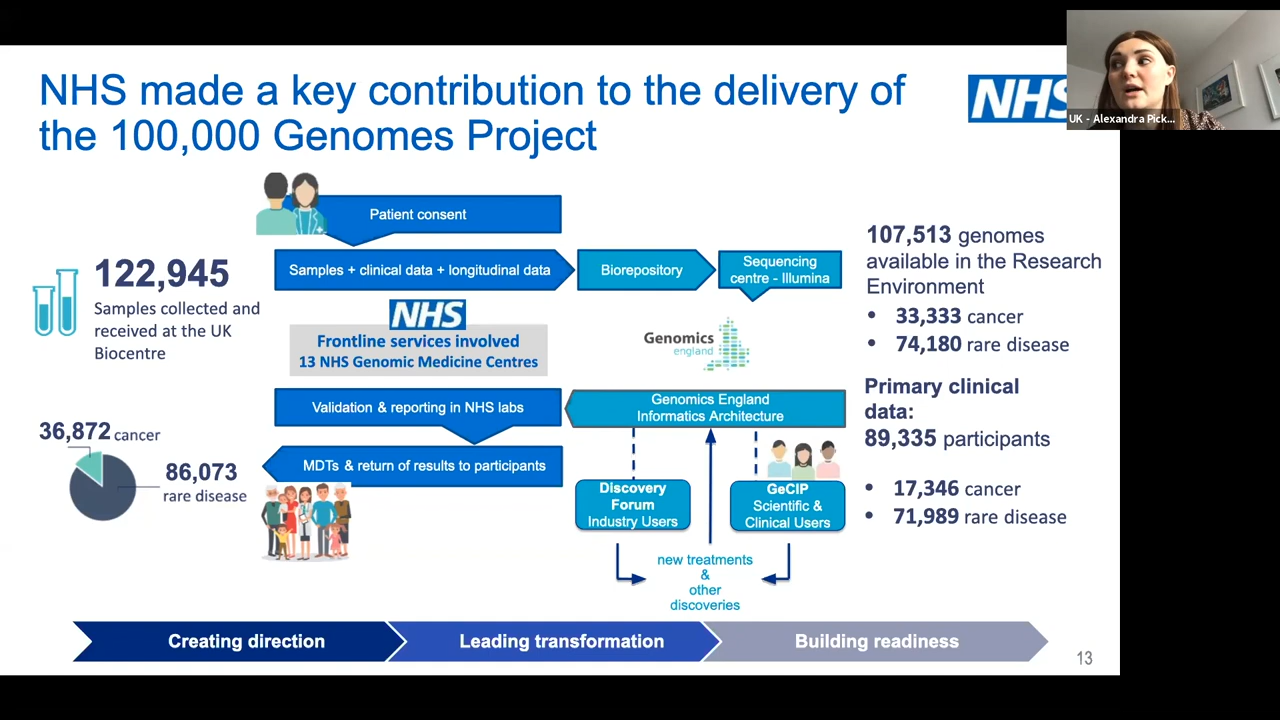 NHS made a key contribution to the delivery of
the 100,000 Genomes Project
NHS
UK - Alexandra Pick...
122,945
Samples collected and
received at the UK
Biocentre
36,872 cancer
86,073
rare disease
Patient consent
Samples + clinical data + longitudinal data
Biorepository
Sequencing
centre - Illumina
NHS
Frontline services involved
13 NHS Genomic Medicine Centres
Genomics
england
Validation & reporting in NHS labs
Genomics England
Informatics Architecture
MDTs & return of results to participants
Discovery
Forum
Industry Users
GeCIP
Scientific &
Clinical Users
new treatments
&
other
discoveries
107,513 genomes
available in the Research
Environment
• 33,333 cancer
• 74,180 rare disease
Primary clinical
data:
89,335 participants
• 17,346 cancer
• 71,989 rare disease
Creating direction
Leading transformation
Building readiness
13